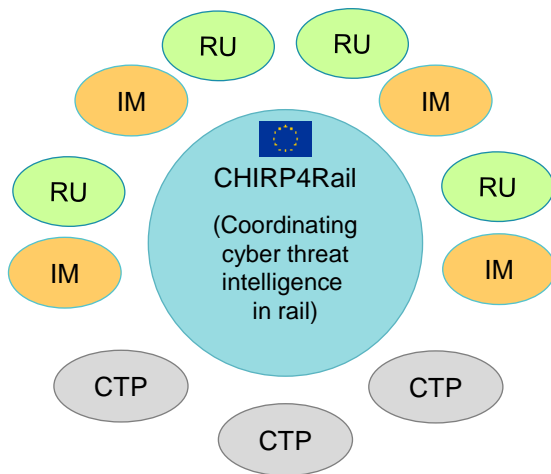 RU
RU
IM
IM
CHIRP4Rail
RU
RU
(Coordinating
cyber threat
intelligence
in rail)
IM
IM
CTP
CTP
CTP